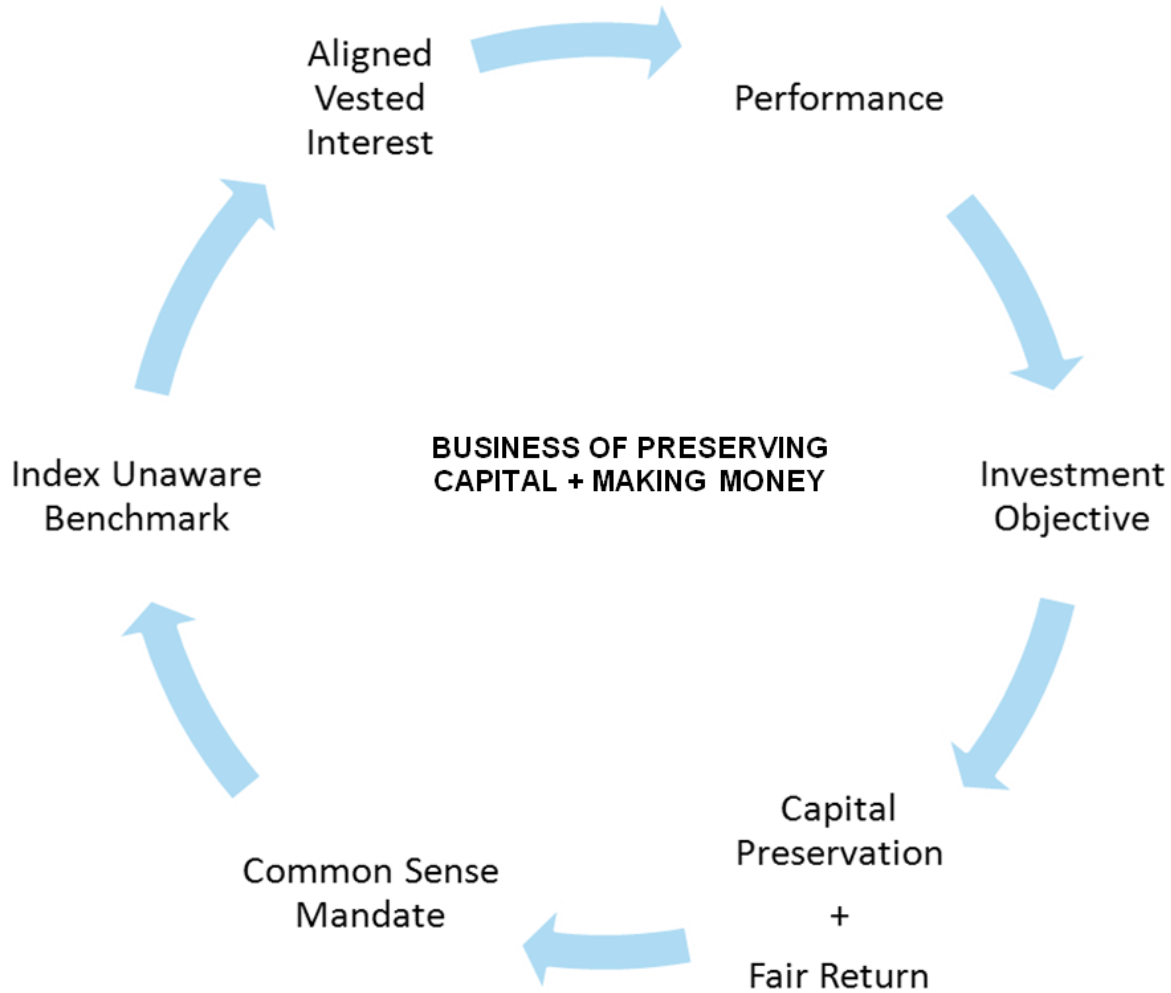 Aligned
Vested
Interest
Performance
Investment
Objective
Capital
Preservation
+
Fair Return
Common Sense
Mandate
Index Unaware
Benchmark
BUSINESS OF PRESERVING
CAPITAL + MAKING MONEY